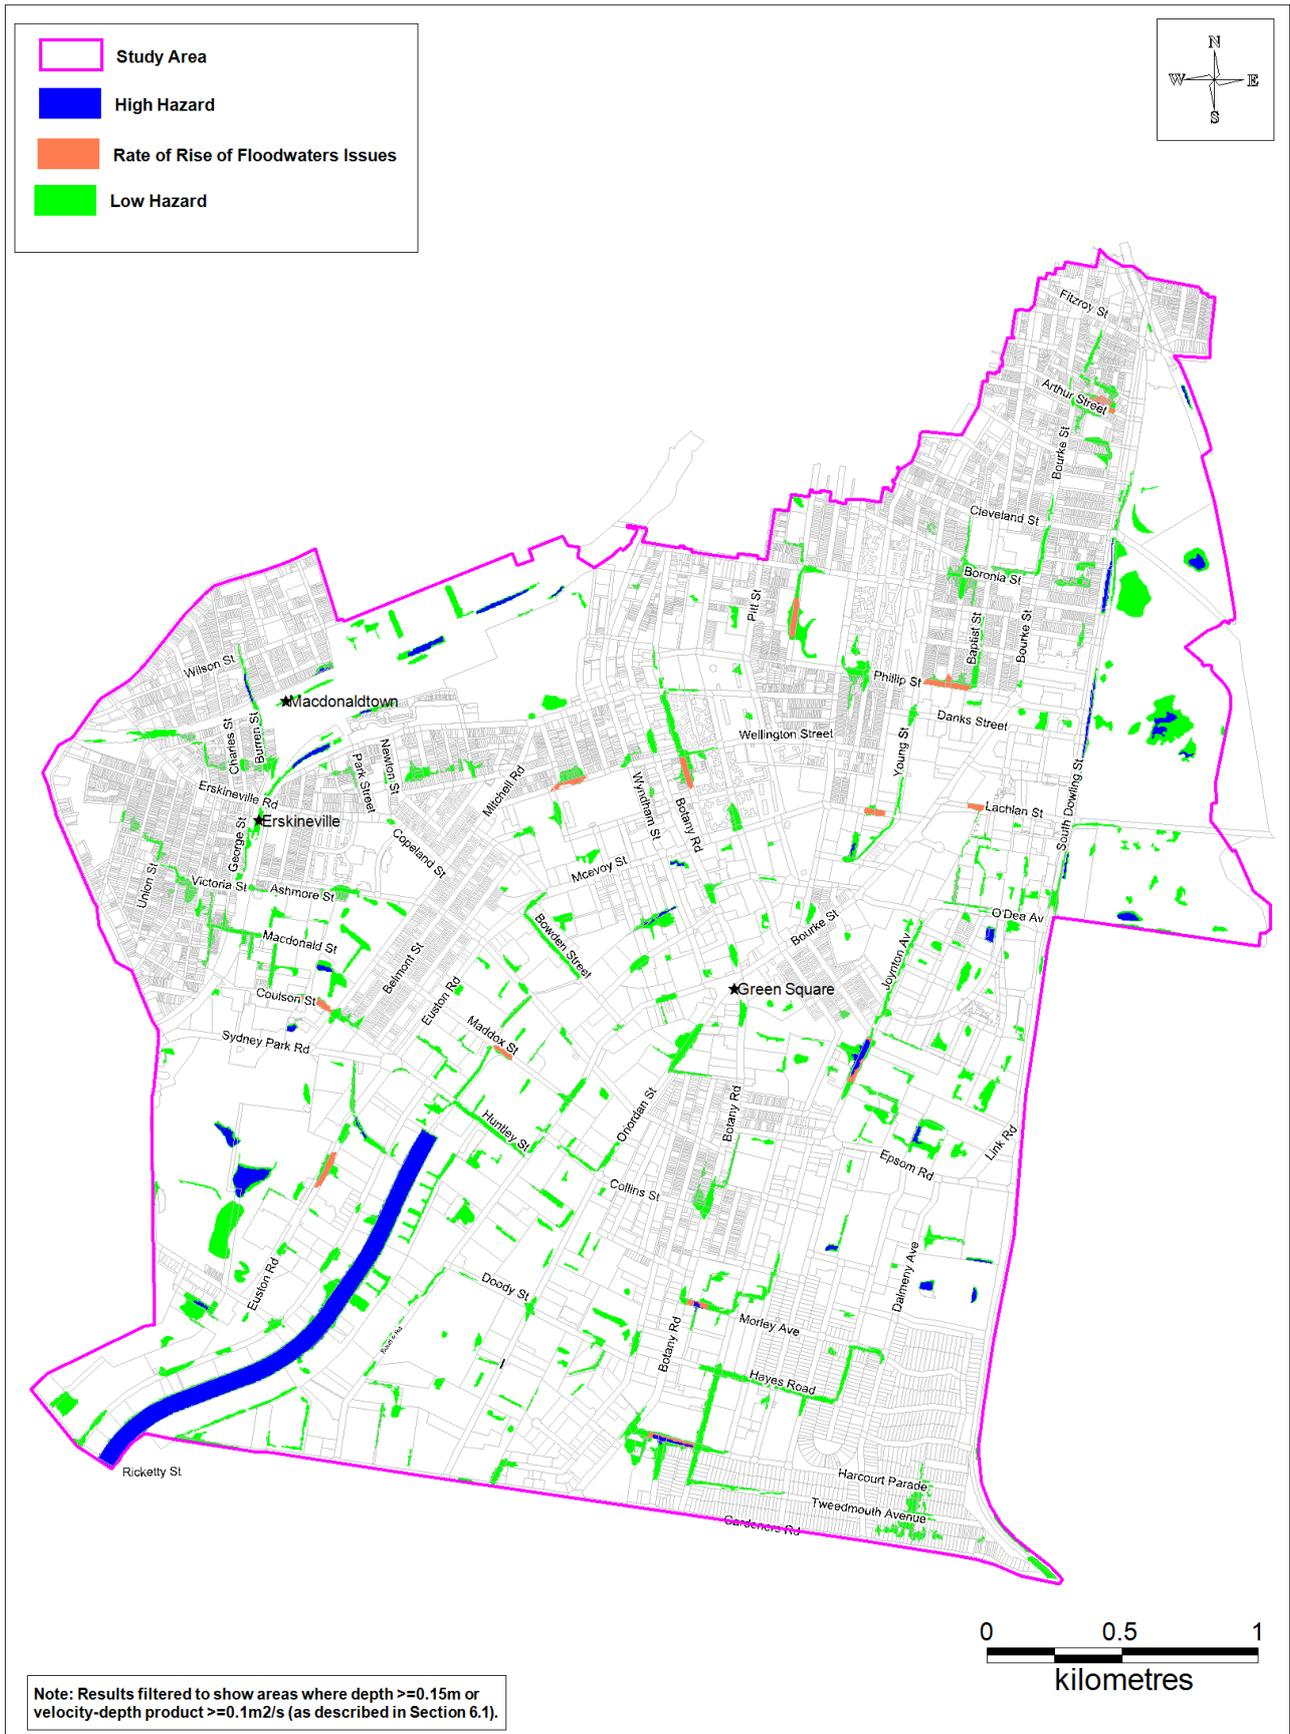 Study Area
High Hazard
Rate of Rise of Floodwaters Issues
Low Hazard
N
W E
S
Fitzroy St
Arthur Street
Bourke St
Cleveland St
Boronia St
Pitt St
Baptist St
Bourke St
Wilson St
Phillip St
Macdonaldtown
Danks Street
Charles St
Burren St
Wellington Street
Young St
Newton St
Park Street
Mitchell Rd
Wyndham St
Botany Rd
South Dowling St
Erskineville Rd
Lachlan St
Erskineville
George St
Copeland St
Mcevoy St
Union St
Victoria St
Ashmore St
O'Dea Av
Bowden Street
Bourke St
Macdonald St
Belmont St
Joynton Av
Green Square
Coulson St
Euston Rd
Sydney Park Rd
Maddox St
Huntley St
Oriordan St
Botany Rd
Link Rd
Epsom Rd
Collins St
Euston Rd
Doody St
Dalmeny Ave
Morley Ave
Botany Rd
Hayes Road
Ricketty St
Harcourt Parade
Tweedmouth Avenue
Gardeners Rd
0 0.5 1
kilometres
Note: Results filtered to show areas where depth >=0.15m or
velocity-depth product >=0.1m2/s (as described in Section 6.1).